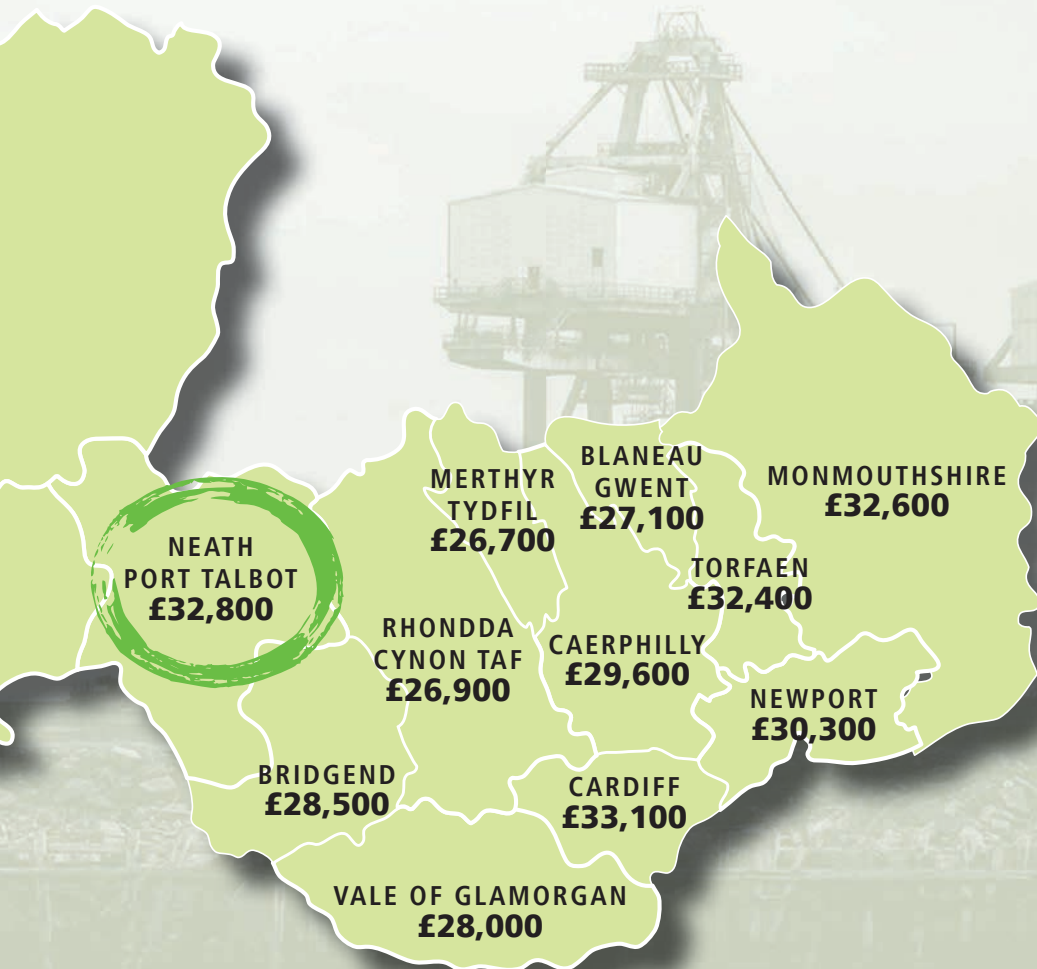 MERTHYR
TYDFIL
£26,700
BLANEAU
GWENT
£27,100
MONMOUTHSHIRE
£32,600
NEATH
PORT TALBOT
£32,800
TORFAEN
£32,400
RHONDDA
CYNON TAF
£26,900
CAERPHILLY
£29,600
NEWPORT
£30,300
BRIDGEND
£28,500
CARDIFF
£33,100
VALE OF GLAMORGAN
£28,000